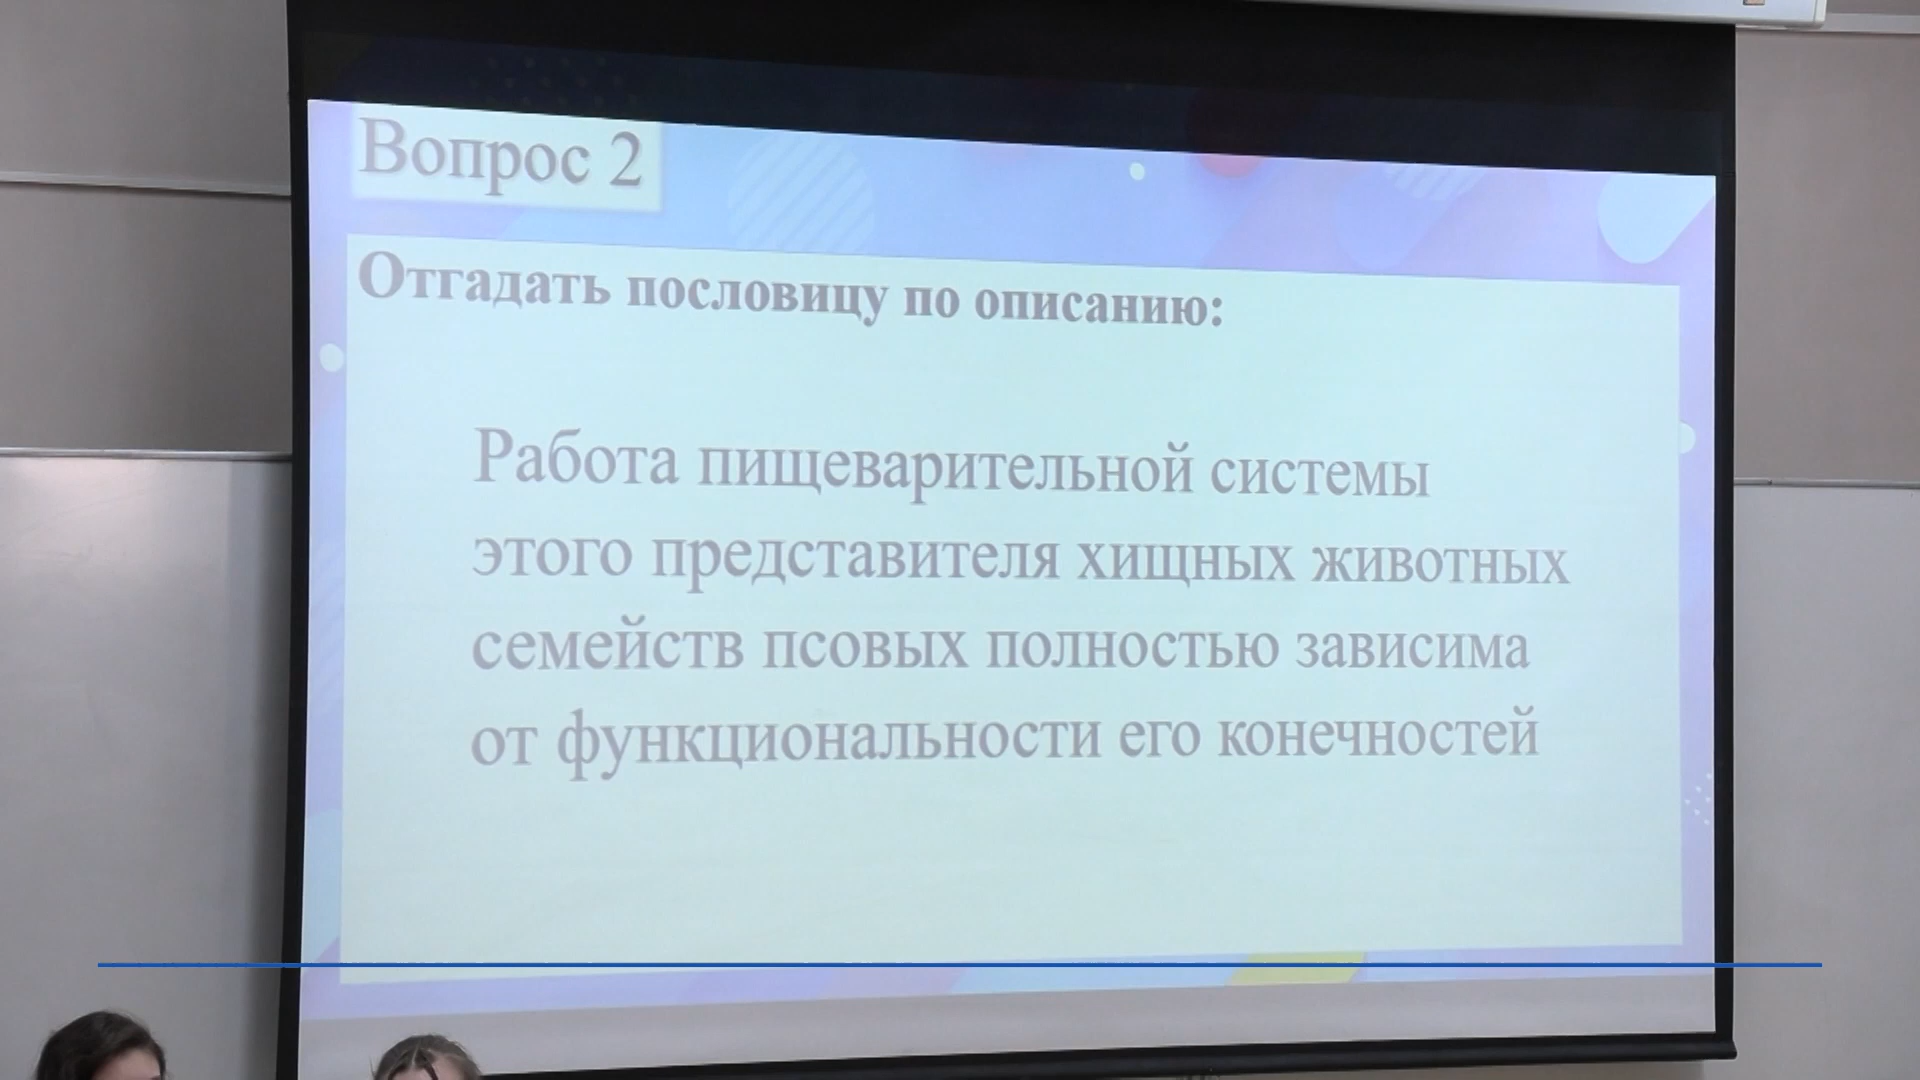 Вопрос 2
Отгадать пословицу по описанию:
Работа пищеварительной системы
этого представителя хищных животных
семейств псовых полностью зависима
от функциональности его конечностей